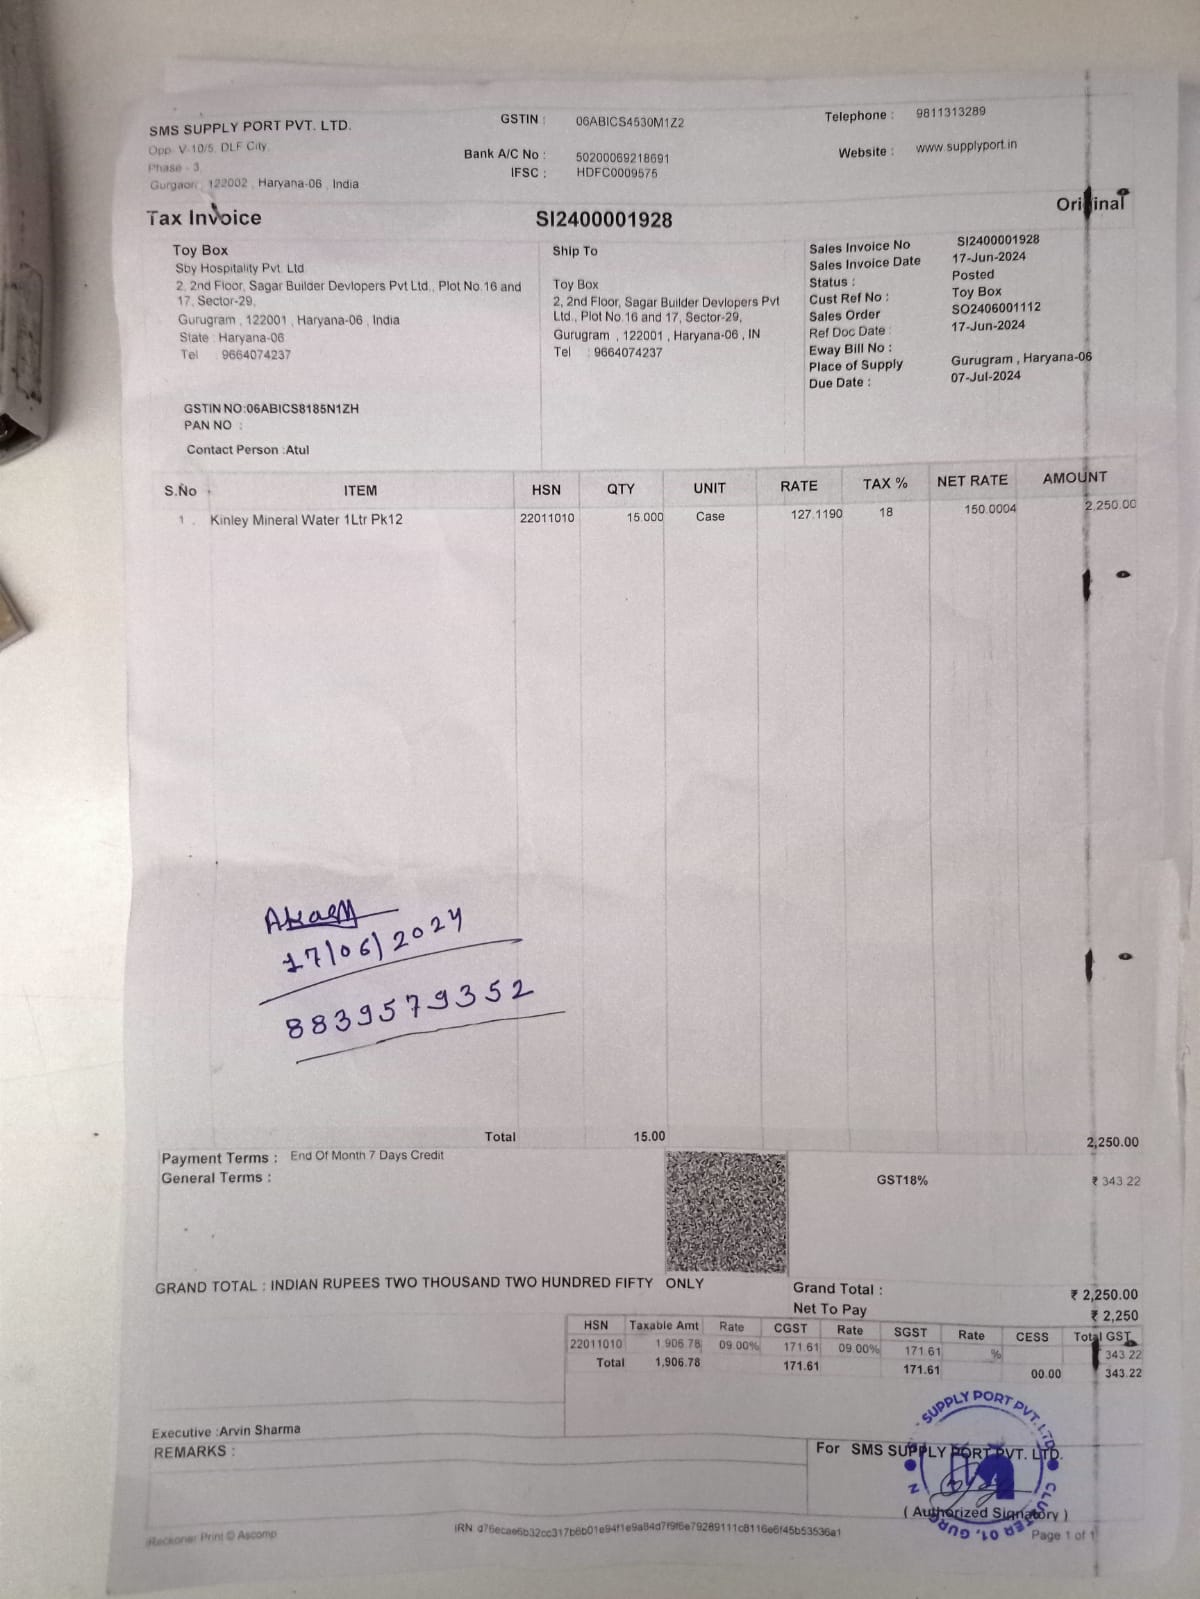 SMS SUPPLY PORT PVT. LTD.
Opp. V-10/5, DLF City
Phase - 3
Gurgaon , 122002 , Haryana-06 , India
GSTIN : 06ABICS4530M1Z2
Bank A/C No : 50200069218691
IFSC : HDFC0009576
Telephone : 9811313289
Website : www.supplyport.in
Tax Invoice
SI2400001928
Original
Toy Box
Sby Hospitality Pvt. Ltd
2, 2nd Floor, Sagar Builder Devlopers Pvt Ltd., Plot No.16 and
17, Sector-29,
Gurugram , 122001 , Haryana-06 , India
State : Haryana-06
Tel : 9664074237
GSTIN NO:06ABICS8185N1ZH
PAN NO :
Contact Person :Atul
Ship To
Toy Box
2, 2nd Floor, Sagar Builder Devlopers Pvt
Ltd., Plot No.16 and 17, Sector-29,
Gurugram , 122001 , Haryana-06 , IN
Tel : 9664074237
Sales Invoice No SI2400001928
Sales Invoice Date 17-Jun-2024
Status : Posted
Cust Ref No : Toy Box
Sales Order SO2406001112
Ref Doc Date : 17-Jun-2024
Eway Bill No :
Place of Supply Gurugram , Haryana-06
Due Date : 07-Jul-2024
S.No ITEM HSN QTY UNIT RATE TAX % NET RATE AMOUNT
1 . Kinley Mineral Water 1Ltr Pk12 22011010 15.000 Case 127.1190 18 150.0004 2,250.00
17/06/2024
8839579352
Total 15.00 2,250.00
Payment Terms : End Of Month 7 Days Credit
General Terms :
GST18% ₹ 343.22
GRAND TOTAL : INDIAN RUPEES TWO THOUSAND TWO HUNDRED FIFTY ONLY
Grand Total : ₹ 2,250.00
Net To Pay ₹ 2,250
HSN Taxable Amt Rate CGST Rate SGST Rate CESS Total GST
22011010 1,906.78 09.00% 171.61 09.00% 171.61 % 343.22
Total 1,906.78 171.61 171.61 00.00 343.22
Executive :Arvin Sharma
REMARKS :
For SMS SUPPLY PORT PVT. LTD.
SUPPLY PORT PVT. LTD.
CLUSTER 01, GURG
( Authorized Signatory )
Reckoner Print © Ascomp
Page 1 of 1